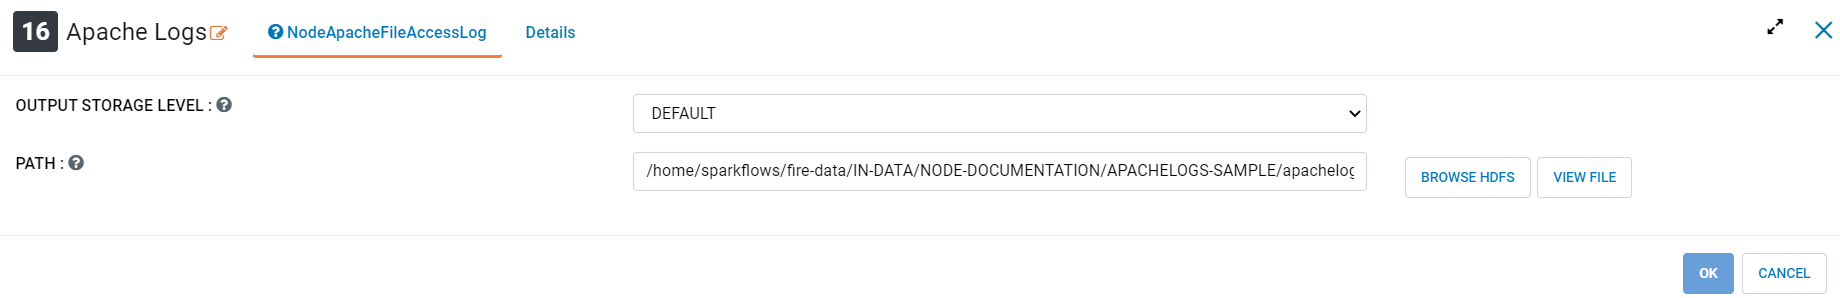 16 Apache Logs NodeApacheFileAccessLog Details
OUTPUT STORAGE LEVEL : DEFAULT
PATH : /home/sparkflows/fire-data/IN-DATA/NODE-DOCUMENTATION/APACHELOGS-SAMPLE/apachelog BROWSE HDFS VIEW FILE
OK CANCEL